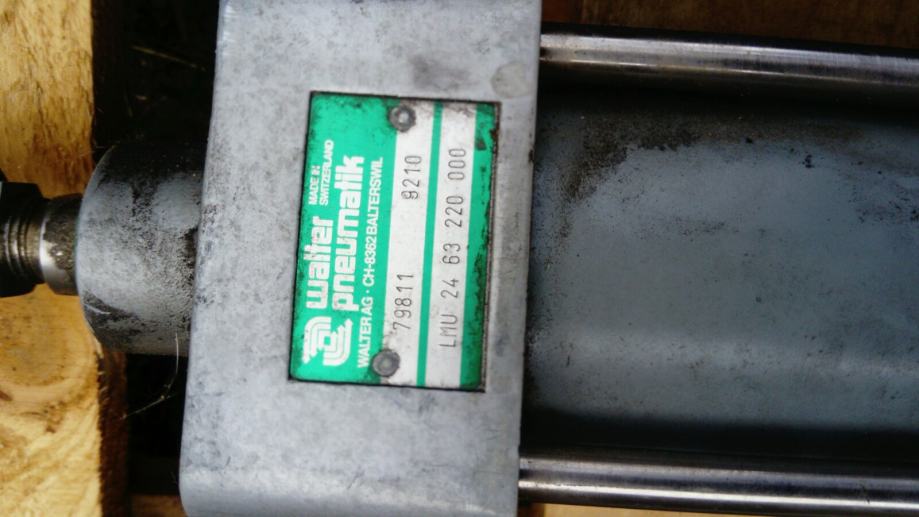 walter
pneumatik
MADE IN
SWITZERLAND
WALTER AG · CH-8362 BALTERSWIL
79811 9210
LMU 24 63 220 000